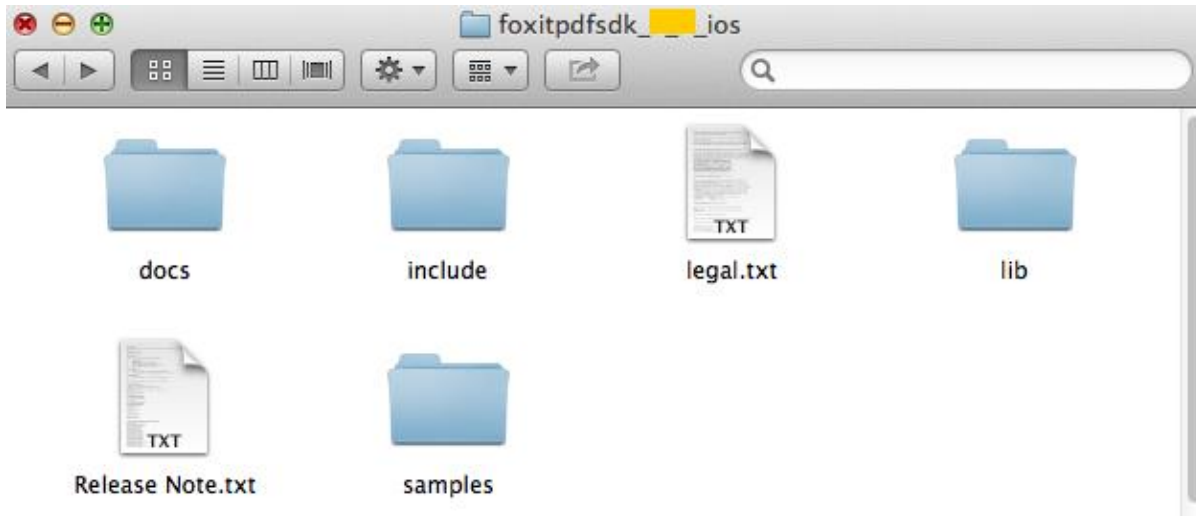 foxitpdfsdk_ _ _ios
docs
include
legal.txt
lib
Release Note.txt
samples
TXT
TXT